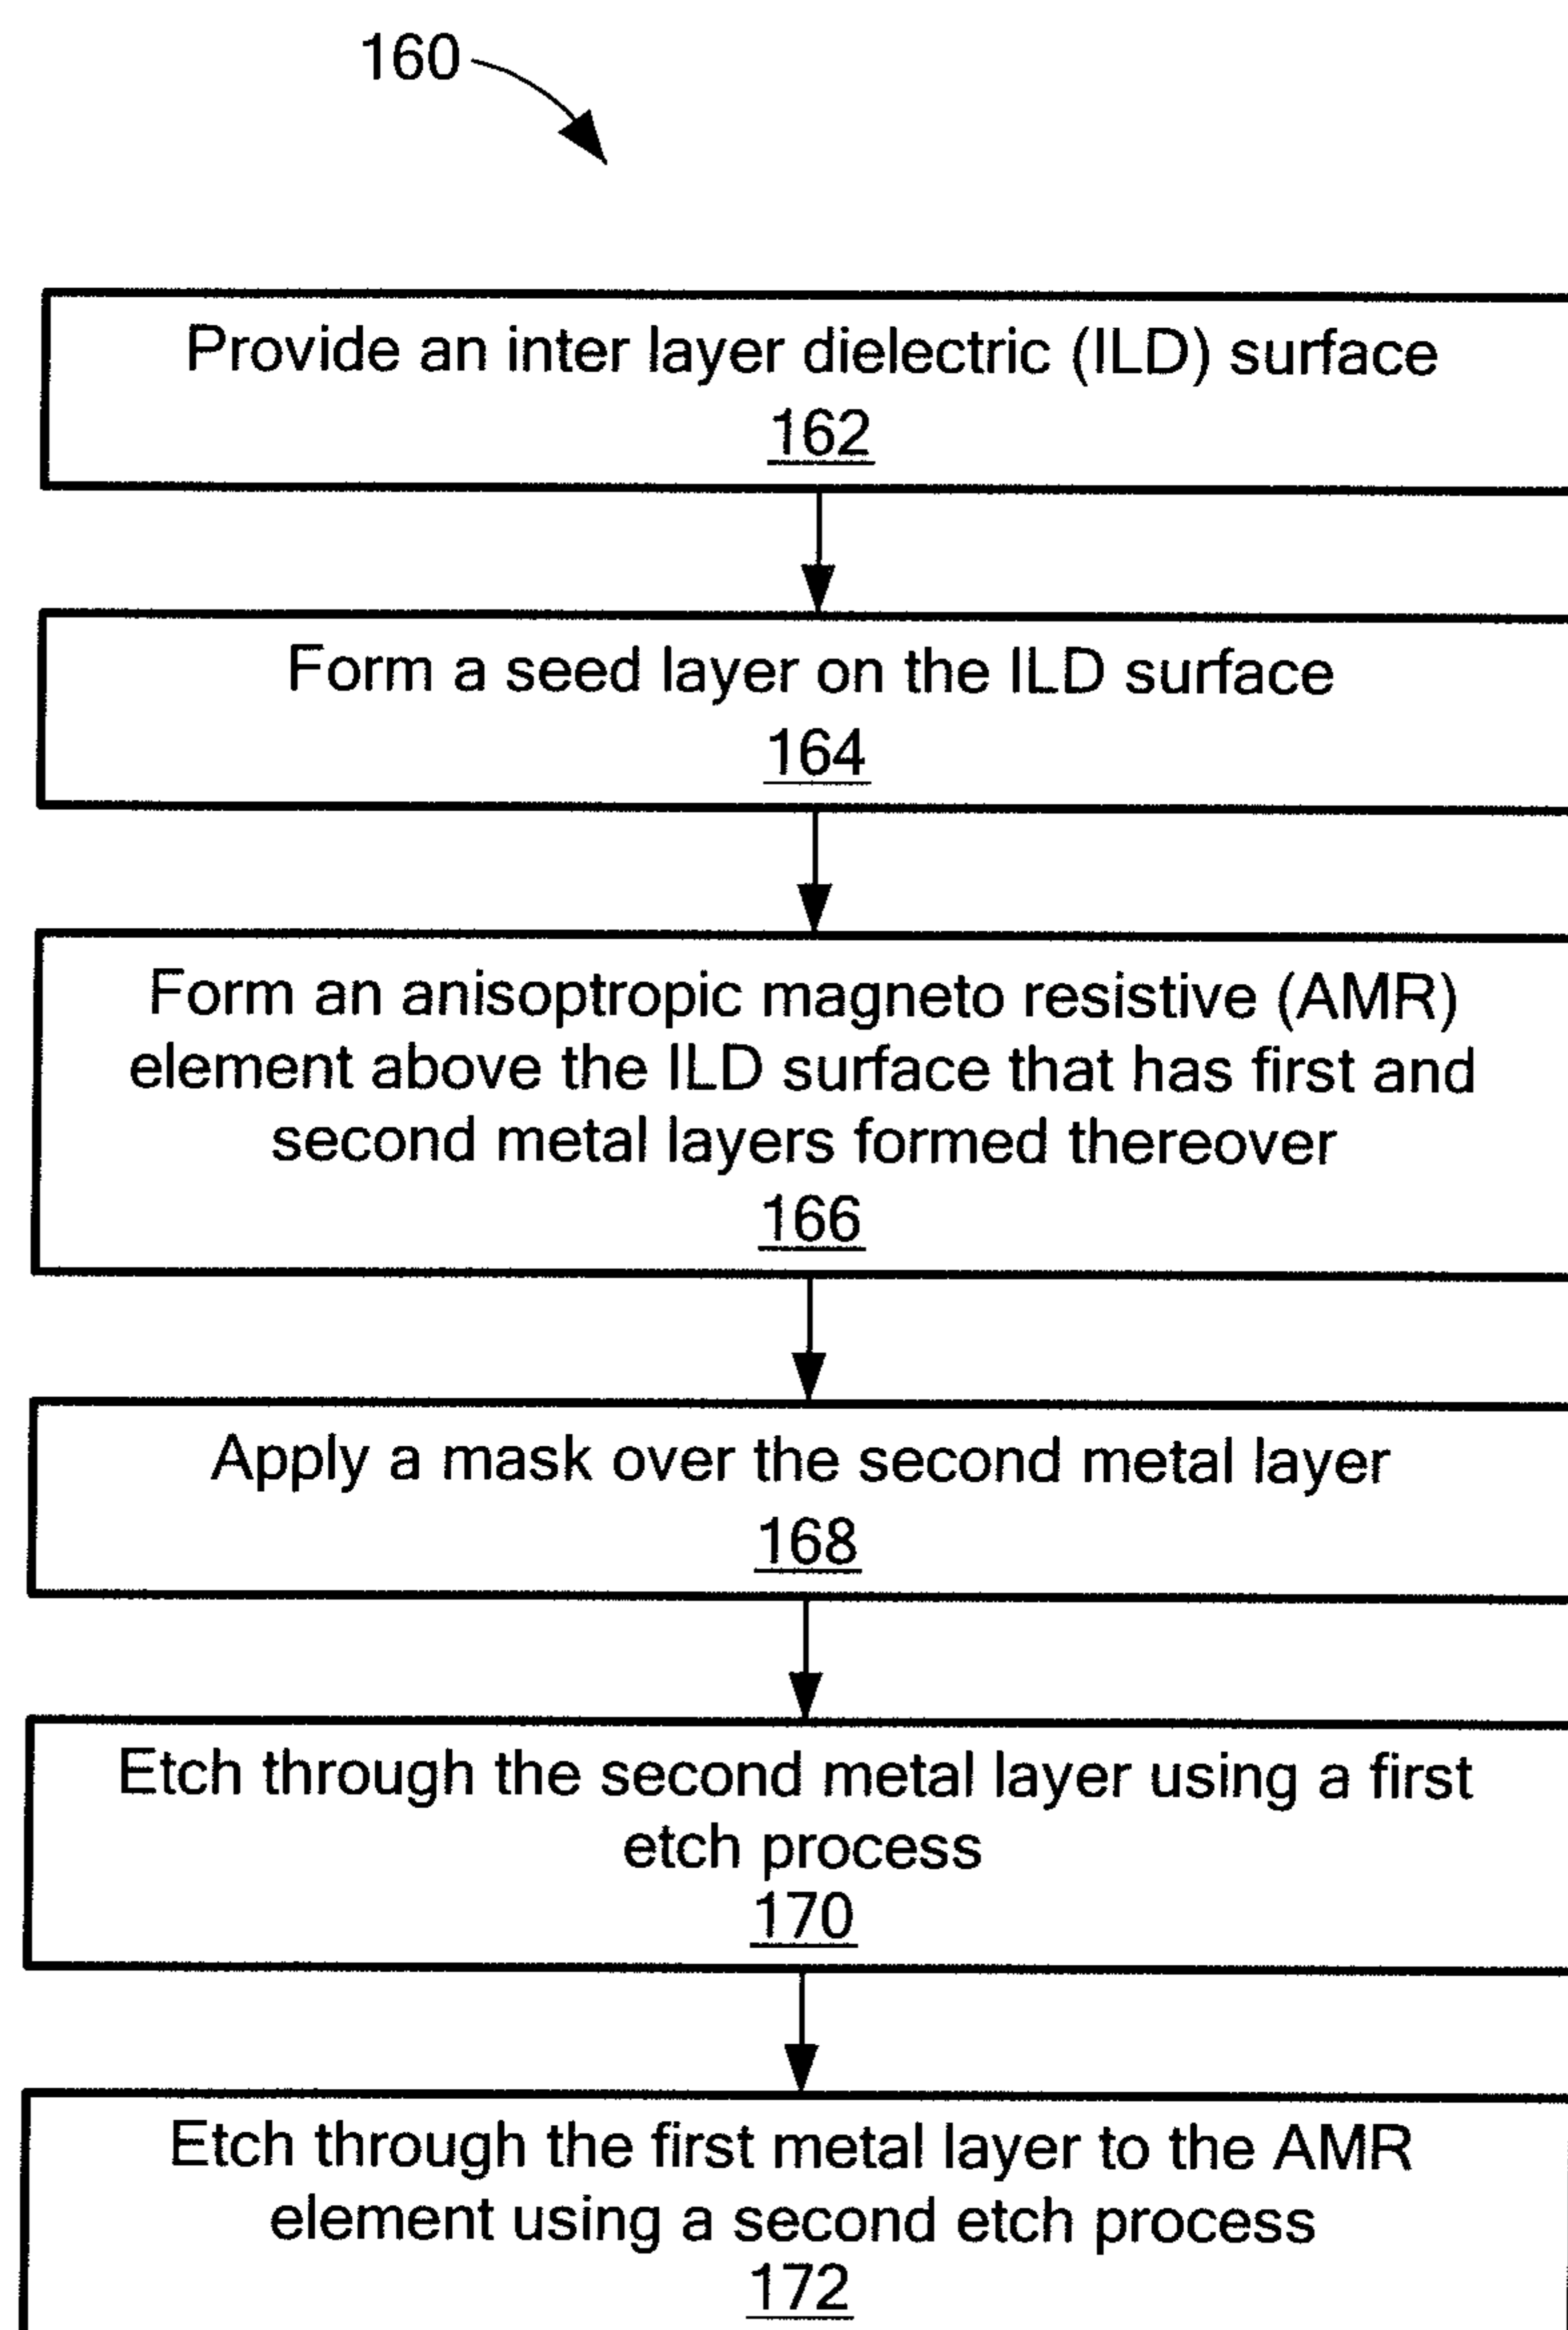 160
Provide an inter layer dielectric (ILD) surface
162
Form a seed layer on the ILD surface
164
Form an anisoptropic magneto resistive (AMR)
element above the ILD surface that has first and
second metal layers formed thereover
166
Apply a mask over the second metal layer
168
Etch through the second metal layer using a first
etch process
170
Etch through the first metal layer to the AMR
element using a second etch process
172